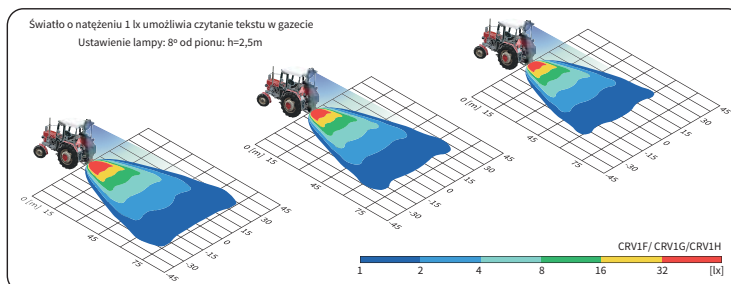 Światło o natężeniu 1 lx umożliwia czytanie tekstu w gazecie
Ustawienie lampy: 8º od pionu: h=2,5m
0 [m] 15 45 75 -45 -30 -15 0 15 30 45
0 [m] 15 45 75 -45 -30 -15 0 15 30 45
0 [m] 15 45 75 -45 -30 -15 0 15 30 45
CRV1F/ CRV1G/CRV1H
1 2 4 8 16 32 [lx]